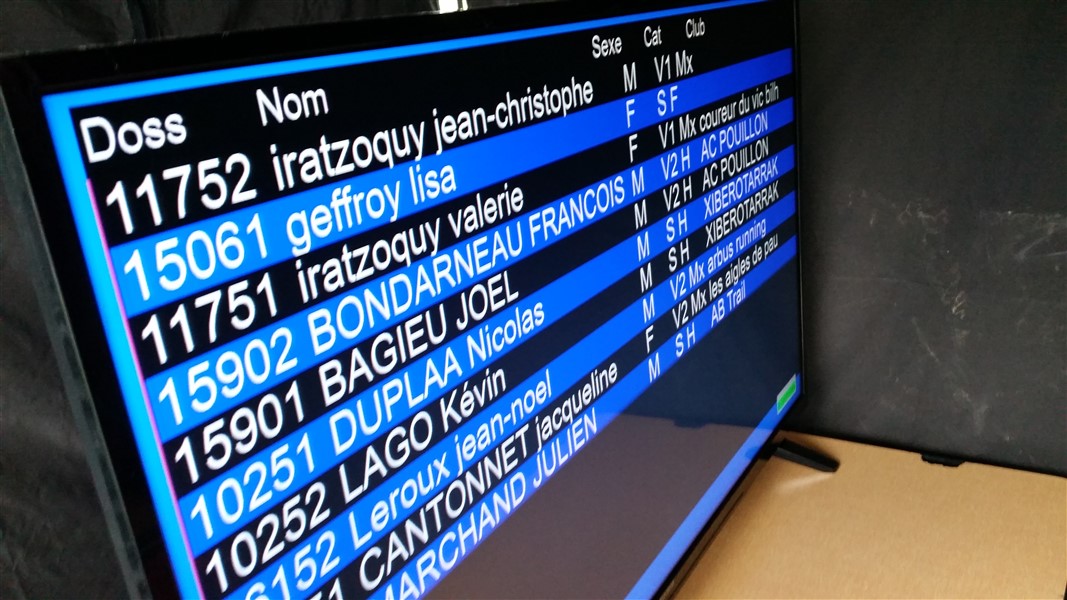 Doss Nom Sexe Cat Club
11752 iratzoquy jean-christophe M V1 Mx
15061 geffroy lisa F S F
11751 iratzoquy valerie F V1 Mx coureur du vic bilh
15902 BONDARNEAU FRANCOIS M V2 H AC POUILLON
15901 BAGIEU JOEL M V2 H AC POUILLON
10251 DUPLAA Nicolas M S H XIBEROTARRAK
10252 LAGO Kévin M S H XIBEROTARRAK
6152 Leroux jean-noel M V2 Mx arbus running
CANTONNET jacqueline F V2 Mx les aigles de pau
MARCHAND JULIEN M S H AB Trail